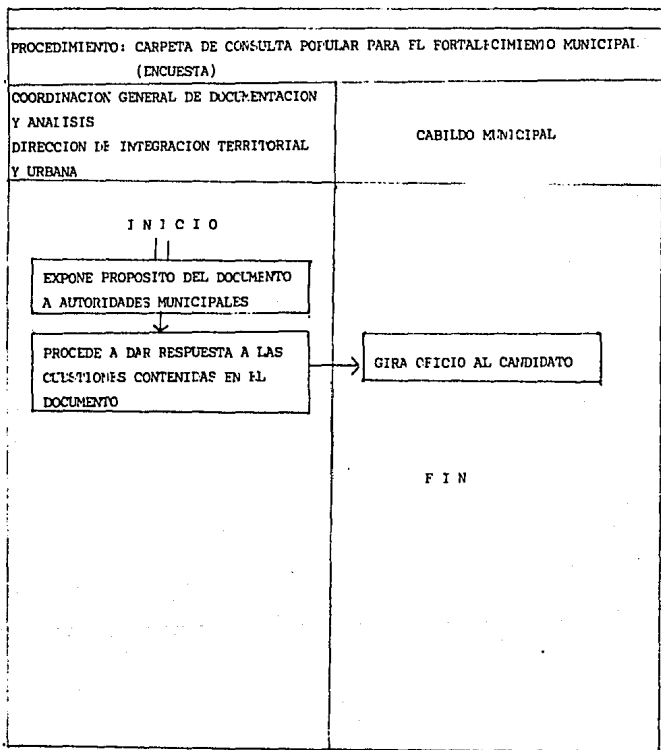 PROCEDIMIENTO: CARPETA DE CONSULTA POPULAR PARA EL FORTALECIMIENTO MUNICIPAL
(ENCUESTA)
COORDINACION GENERAL DE DOCUMENTACION
Y ANALISIS
DIRECCION DE INTEGRACION TERRITORIAL
Y URBANA
CABILDO MUNICIPAL
I N I C I O
EXPONE PROPOSITO DEL DOCUMENTO
A AUTORIDADES MUNICIPALES
PROCEDE A DAR RESPUESTA A LAS
CUESTIONES CONTENIDAS EN EL
DOCUMENTO
GIRA OFICIO AL CANDIDATO
F I N